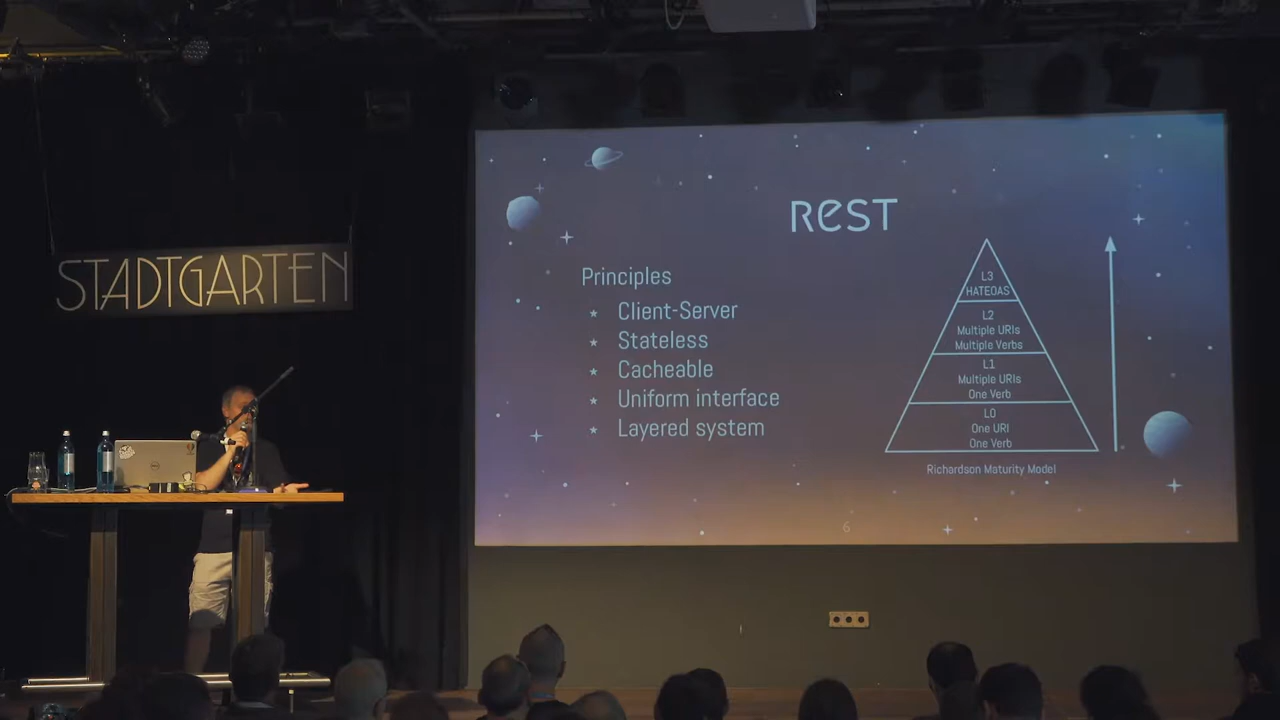 STADTGARTEN
REST
Principles
Client-Server
Stateless
Cacheable
Uniform interface
Layered system
L3
HATEOAS
L2
Multiple URIs
Multiple Verbs
L1
Multiple URIs
One Verb
L0
One URI
One Verb
Richardson Maturity Model
6